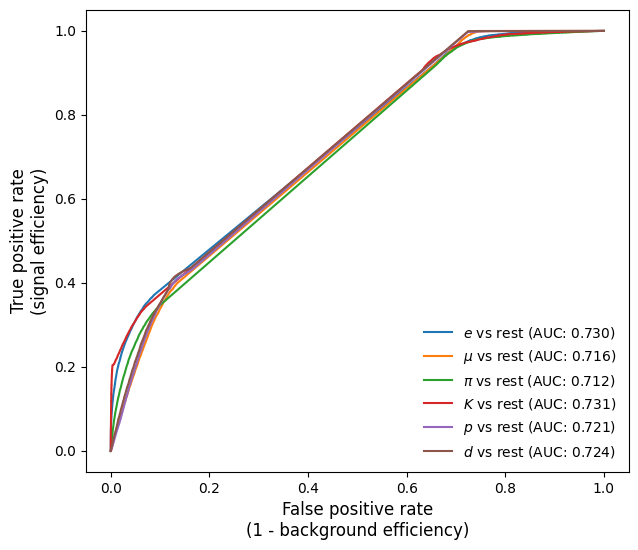 1.0
0.8
0.6
0.4
0.2
0.0
True positive rate
(signal efficiency)
e vs rest (AUC: 0.730)
μ vs rest (AUC: 0.716)
π vs rest (AUC: 0.712)
K vs rest (AUC: 0.731)
p vs rest (AUC: 0.721)
d vs rest (AUC: 0.724)
0.0 0.2 0.4 0.6 0.8 1.0
False positive rate
(1 - background efficiency)